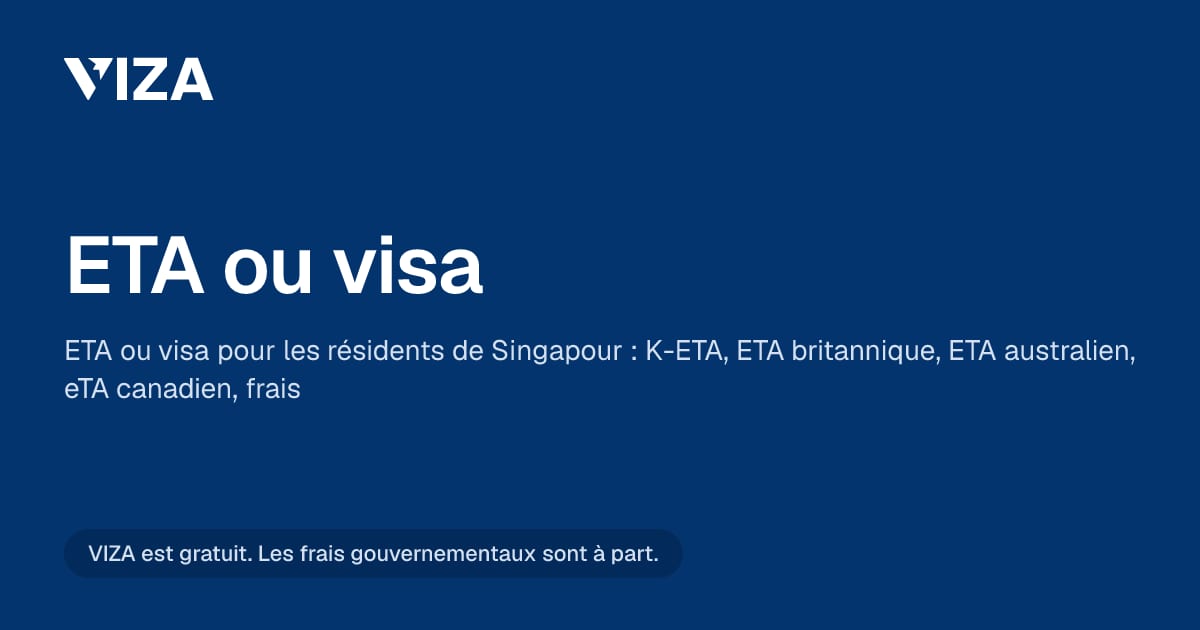 VIZA
ETA ou visa
ETA ou visa pour les résidents de Singapour : K-ETA, ETA britannique, ETA australien,
eTA canadien, frais
VIZA est gratuit. Les frais gouvernementaux sont à part.